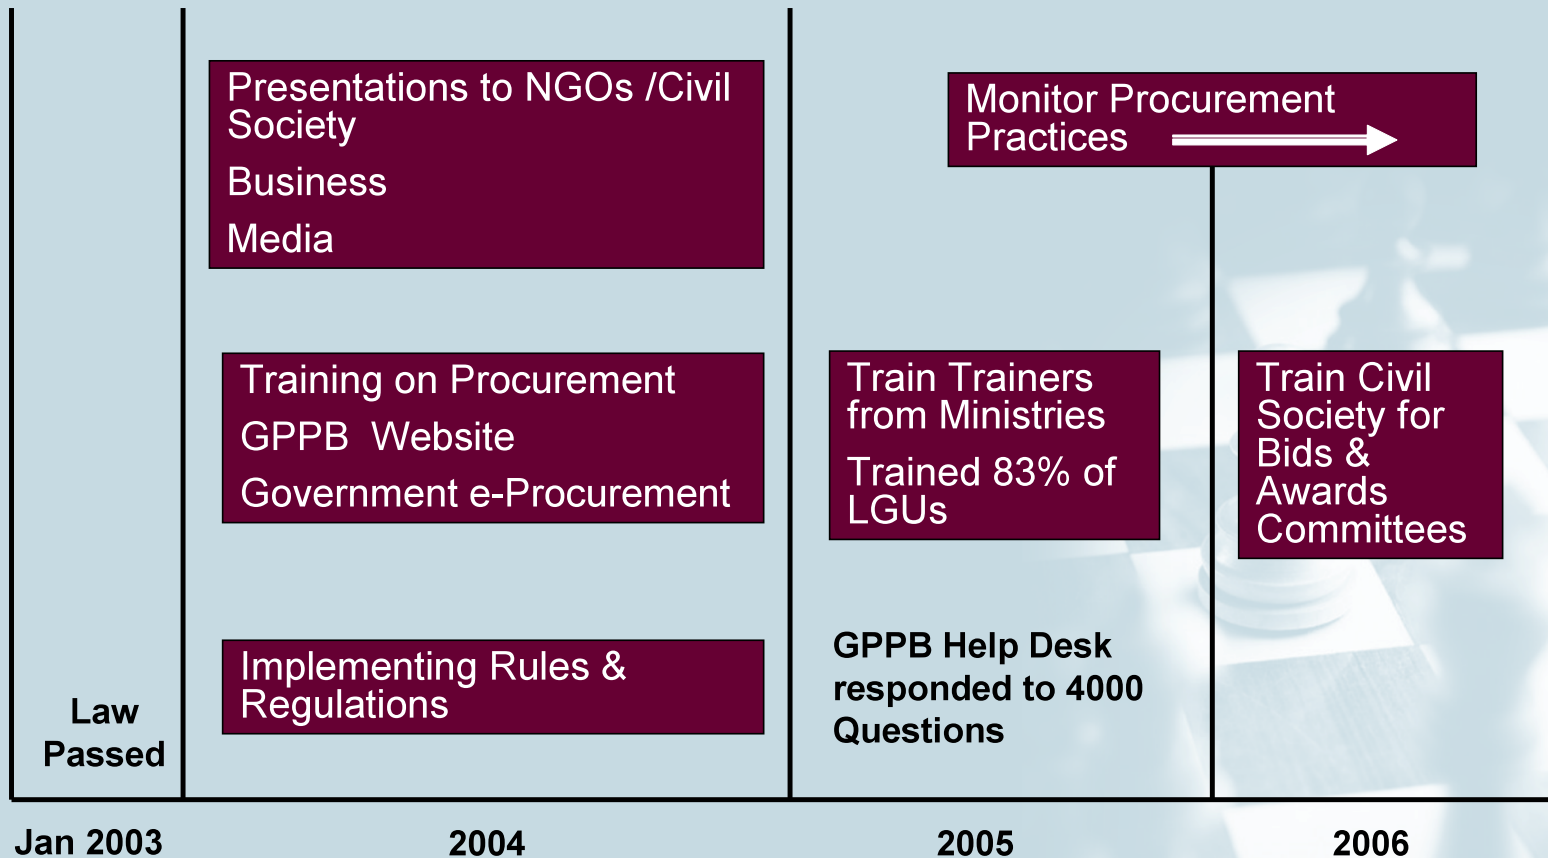 Presentations to NGOs /Civil
Society
Business
Media
Monitor Procurement
Practices
Training on Procurement
GPPB Website
Government e-Procurement
Train Trainers
from Ministries
Trained 83% of
LGUs
Train Civil
Society for
Bids &
Awards
Committees
Implementing Rules &
Regulations
GPPB Help Desk
responded to 4000
Questions
Law
Passed
Jan 2003
2004
2005
2006